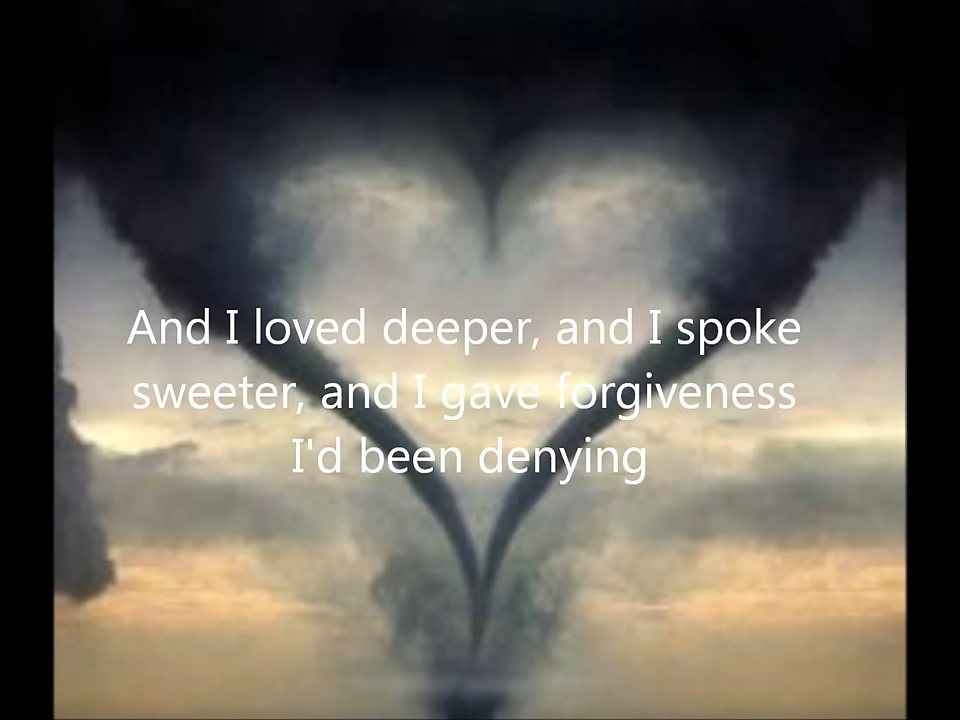 And I loved deeper, and I spoke
sweeter, and I gave forgiveness
I'd been denying